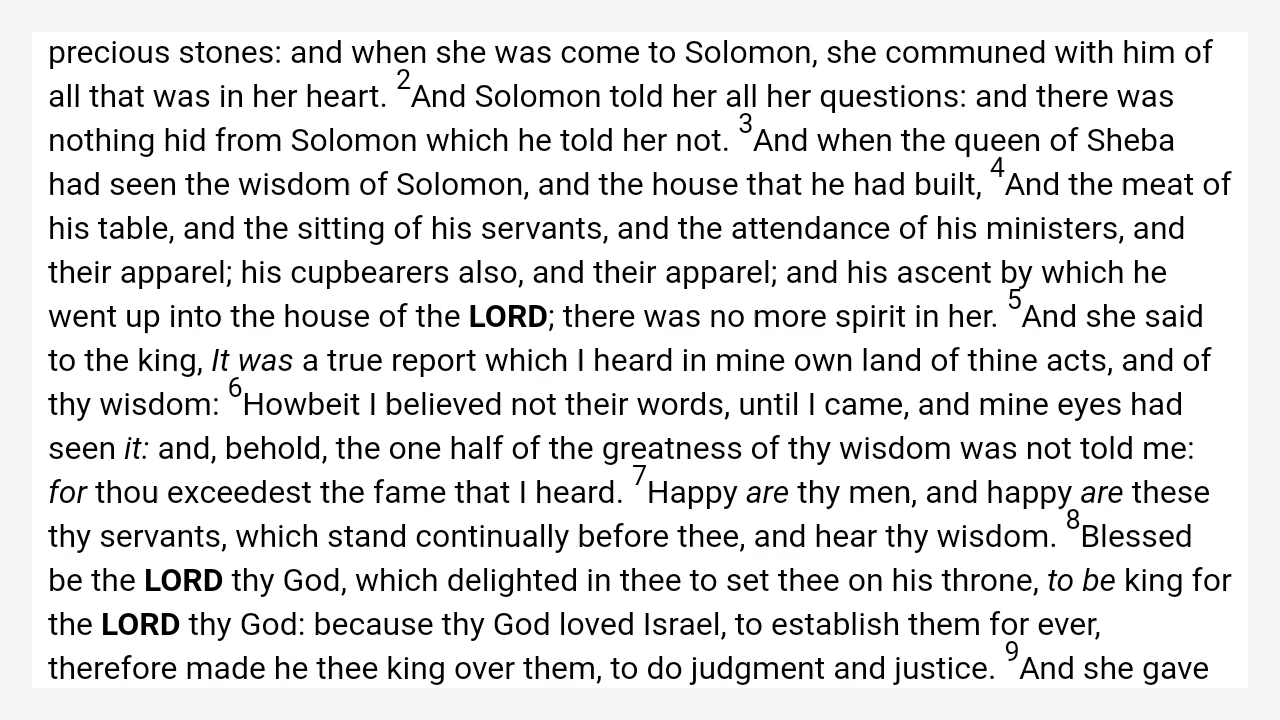 precious stones: and when she was come to Solomon, she communed with him of
all that was in her heart. 2And Solomon told her all her questions: and there was
nothing hid from Solomon which he told her not. 3And when the queen of Sheba
had seen the wisdom of Solomon, and the house that he had built, 4And the meat of
his table, and the sitting of his servants, and the attendance of his ministers, and
their apparel; his cupbearers also, and their apparel; and his ascent by which he
went up into the house of the LORD; there was no more spirit in her. 5And she said
to the king, It was a true report which I heard in mine own land of thine acts, and of
thy wisdom: 6Howbeit I believed not their words, until I came, and mine eyes had
seen it: and, behold, the one half of the greatness of thy wisdom was not told me:
for thou exceedest the fame that I heard. 7Happy are thy men, and happy are these
thy servants, which stand continually before thee, and hear thy wisdom. 8Blessed
be the LORD thy God, which delighted in thee to set thee on his throne, to be king for
the LORD thy God: because thy God loved Israel, to establish them for ever,
therefore made he thee king over them, to do judgment and justice. 9And she gave